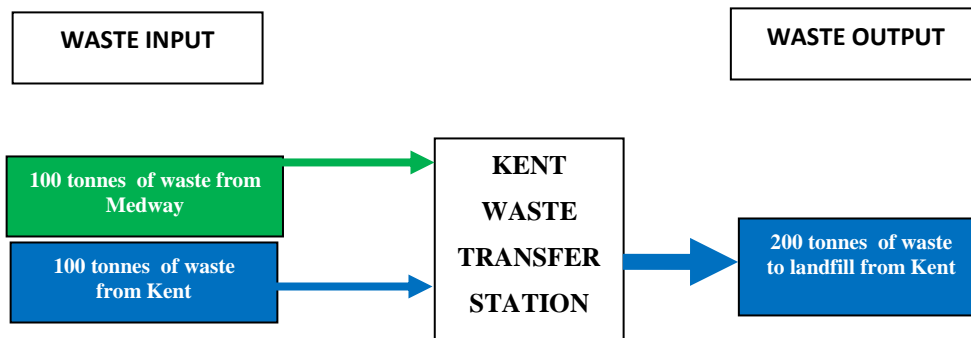 WASTE INPUT
WASTE OUTPUT
100 tonnes of waste from
Medway
100 tonnes of waste
from Kent
KENT
WASTE
TRANSFER
STATION
200 tonnes of waste
to landfill from Kent